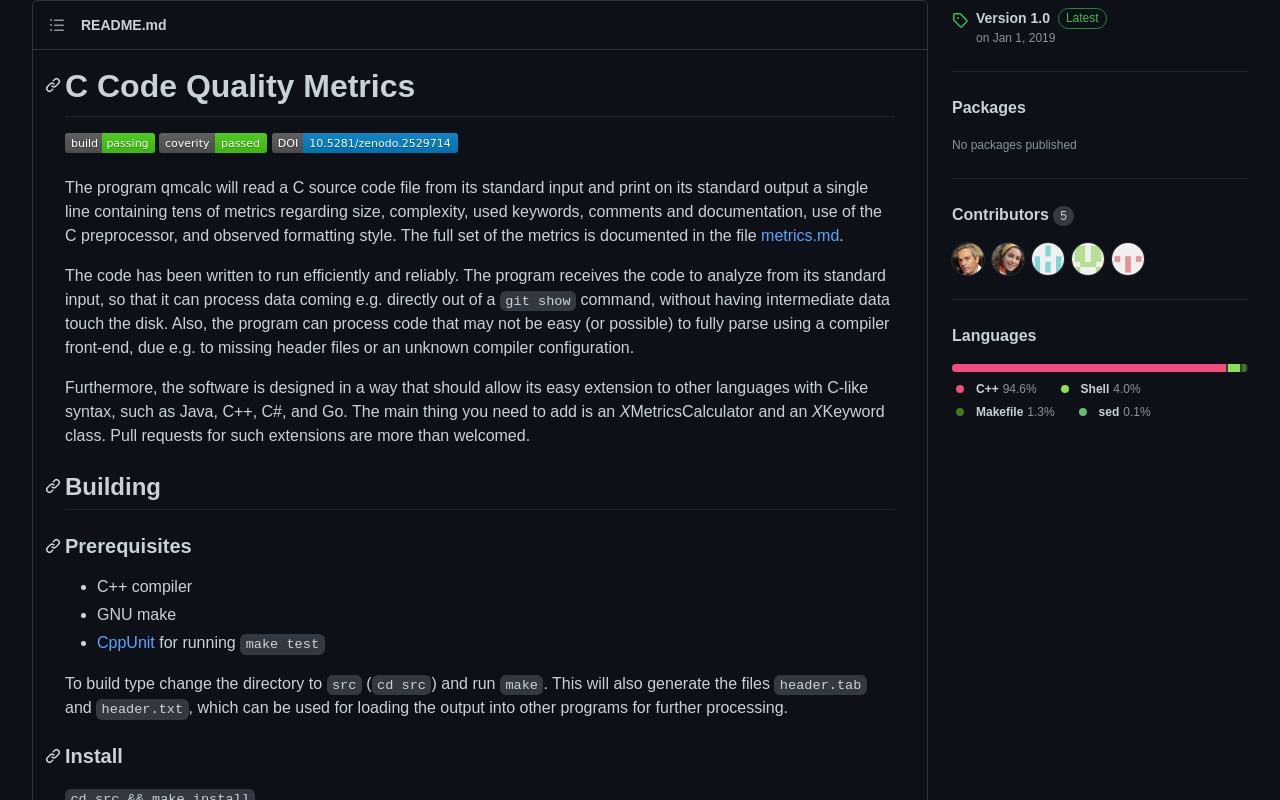 README.md
C Code Quality Metrics
build passing coverity passed DOI 10.5281/zenodo.2529714
The program qmcalc will read a C source code file from its standard input and print on its standard output a single
line containing tens of metrics regarding size, complexity, used keywords, comments and documentation, use of the
C preprocessor, and observed formatting style. The full set of the metrics is documented in the file metrics.md.
The code has been written to run efficiently and reliably. The program receives the code to analyze from its standard
input, so that it can process data coming e.g. directly out of a git show command, without having intermediate data
touch the disk. Also, the program can process code that may not be easy (or possible) to fully parse using a compiler
front-end, due e.g. to missing header files or an unknown compiler configuration.
Furthermore, the software is designed in a way that should allow its easy extension to other languages with C-like
syntax, such as Java, C++, C#, and Go. The main thing you need to add is an XMetricsCalculator and an XKeyword
class. Pull requests for such extensions are more than welcomed.
Building
Prerequisites
C++ compiler
GNU make
CppUnit for running make test
To build type change the directory to src (cd src) and run make. This will also generate the files header.tab
and header.txt, which can be used for loading the output into other programs for further processing.
Install
cd src && make install
Version 1.0 Latest
on Jan 1, 2019
Packages
No packages published
Contributors 5
Languages
C++ 94.6% Shell 4.0%
Makefile 1.3% sed 0.1%